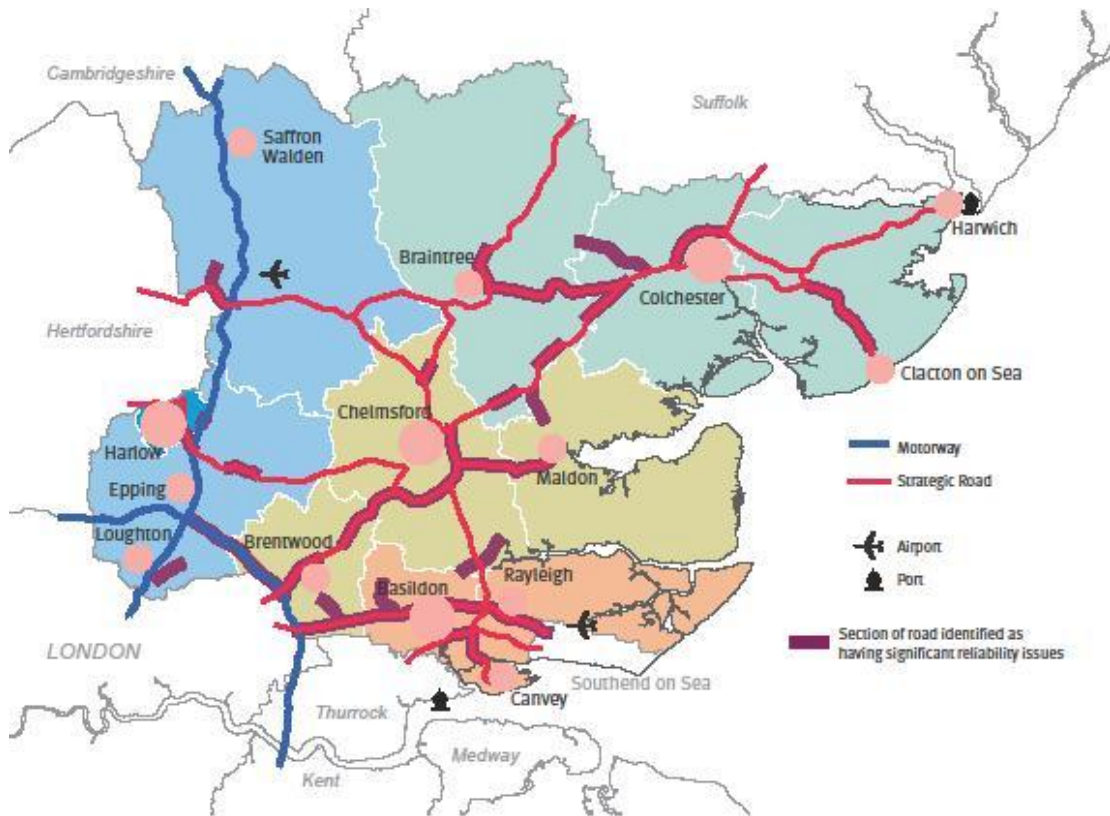 Cambridgeshire
Suffolk
Saffron
Walden
Harwich
Braintree
Colchester
Hertfordshire
Clacton on Sea
Chelmsford
Harlow
Maldon
Motorway
Epping
Strategic Road
Loughton
Brentwood
Airport
Rayleigh
Basildon
Port
Section of road identified as
having significant reliability issues
LONDON
Southend on Sea
Canvey
Thurrock
Medway
Kent